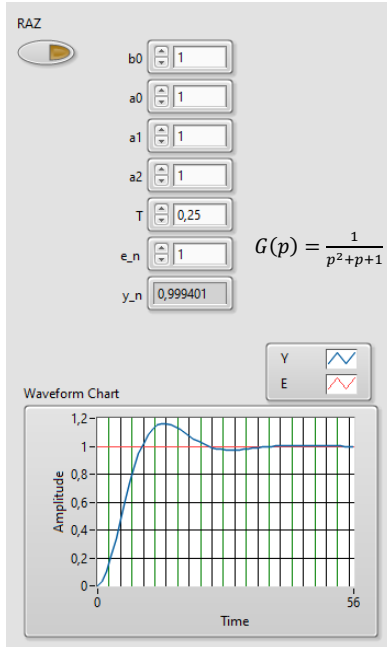 RAZ
b0 1
a0 1
a1 1
a2 1
T 0,25
e_n 1
y_n 0,999401
G(p) = 1/(p²+p+1)
Y
E
Waveform Chart
1,2
1
0,8
0,6
0,4
0,2
0
Amplitude
0 56
Time